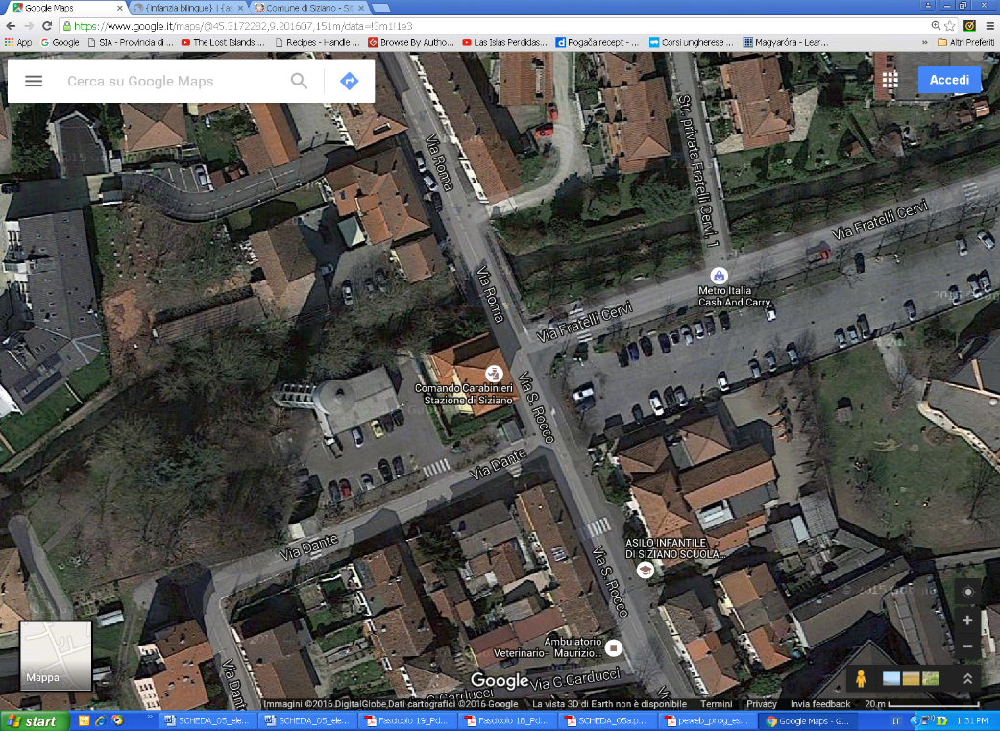 Google Maps
{infanzia bilingue} | {as
Comune di Siziano - Siz
https://www.google.it/maps/@45.3172282,9.201607,151m/data=!3m1!1e3
App
Google
SIA - Provincia di ...
The Lost Islands ...
Recipes - Handle ...
Browse By Autho...
Las Islas Perdidas...
Pogača recept - ...
Corsi ungherese ...
Magyaróra - Lear...
»
Altri Preferiti
Cerca su Google Maps
Accedi
Via Roma
Str. privata Fratelli Cervi, 1
Via Fratelli Cervi
Via Roma
Metro Italia
Cash And Carry
Via Fratelli Cervi
Comando Carabinieri
Stazione di Siziano
Via S. Rocco
Via Dante
Via Dante
ASILO INFANTILE
DI SIZIANO SCUOLA...
Via S. Rocco
Ambulatorio
Veterinario- Maurizio...
Mappa
Via Dante
Google
Via G Carducci
G Carducci
Immagini ©2016 DigitalGlobe,Dati cartografici ©2016 Google
La vista 3D di Earth non è disponibile
Termini
Privacy
Invia feedback
20 m
start
SCHEDA_05_ele...
SCHEDA_05_ele...
Fascicolo 19_Pd...
Fascicolo 18_Pd...
SCHEDA_05a.p...
peweb_prog_es...
Google Maps - G...
IT
1:31 PM